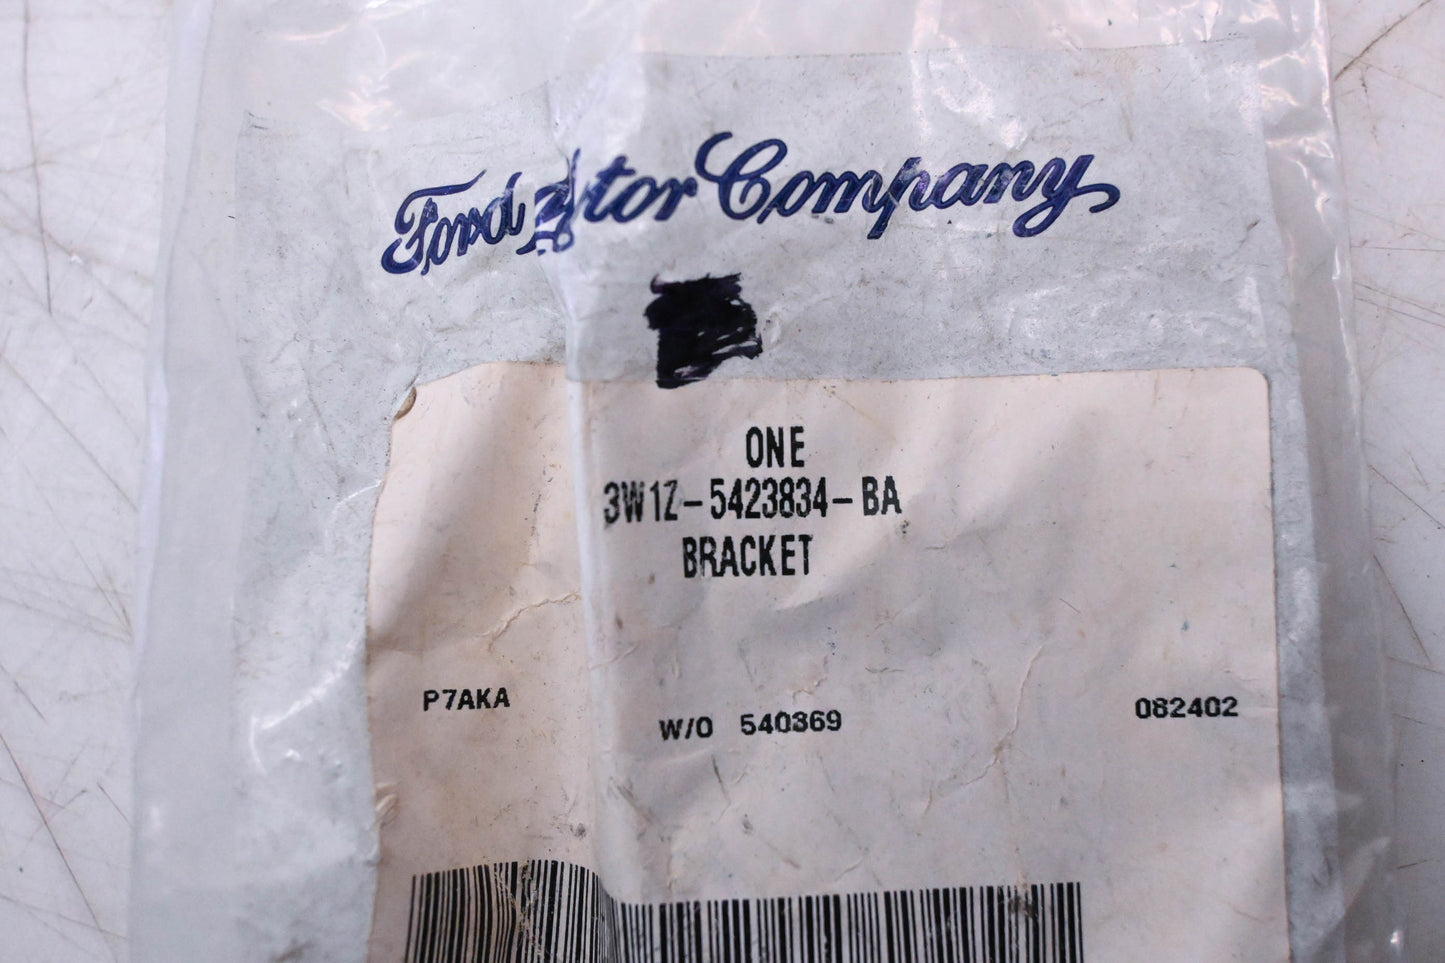 Ford Motor Company
ONE
3W1Z-5423834-BA
BRACKET
P7AKA
W/O 540369
082402